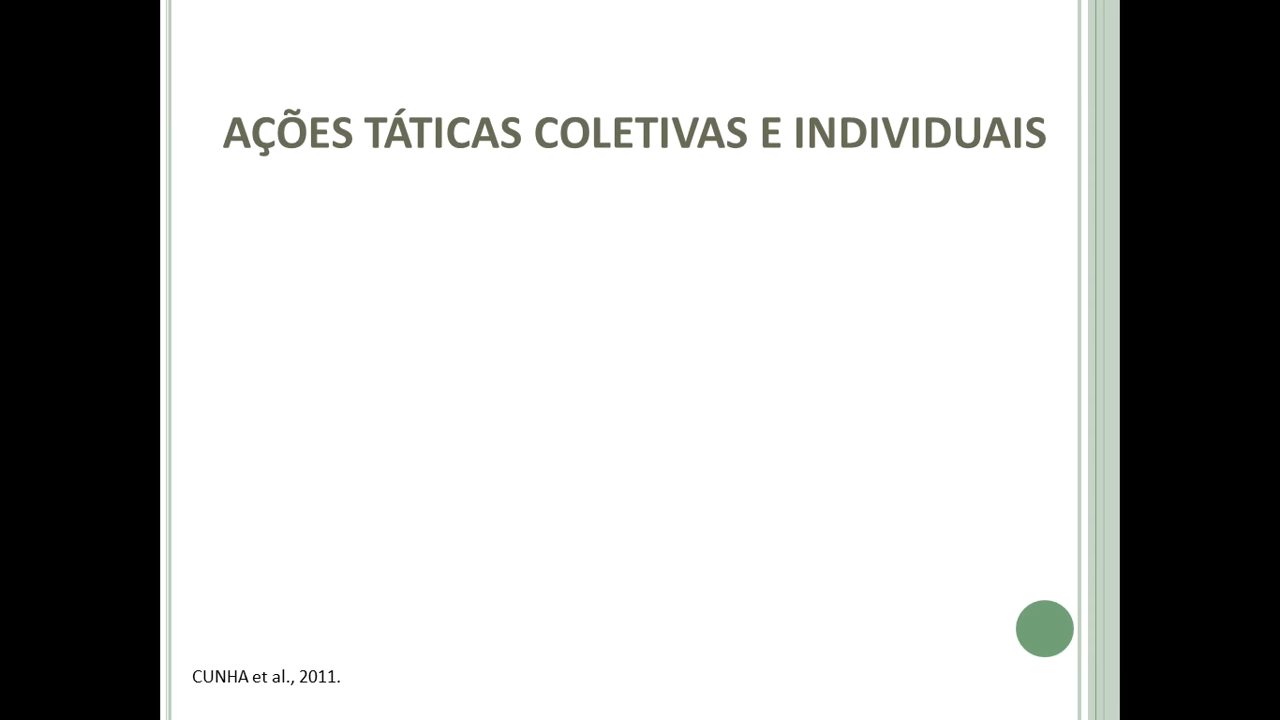 AÇÕES TÁTICAS COLETIVAS E INDIVIDUAIS
CUNHA et al., 2011.